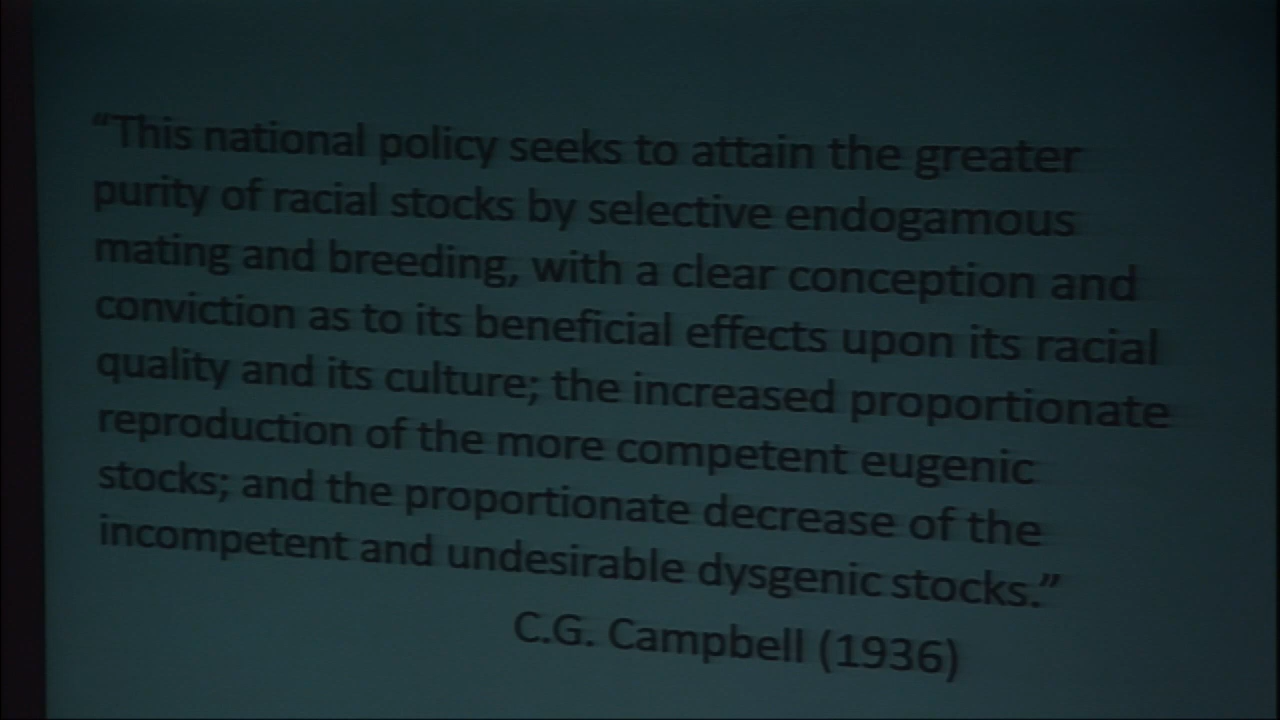 “This national policy seeks to attain the greater
purity of racial stocks by selective endogamous
mating and breeding, with a clear conception and
conviction as to its beneficial effects upon its racial
quality and its culture; the increased proportionate
reproduction of the more competent eugenic
stocks; and the proportionate decrease of the
incompetent and undesirable dysgenic stocks.”
C.G. Campbell (1936)